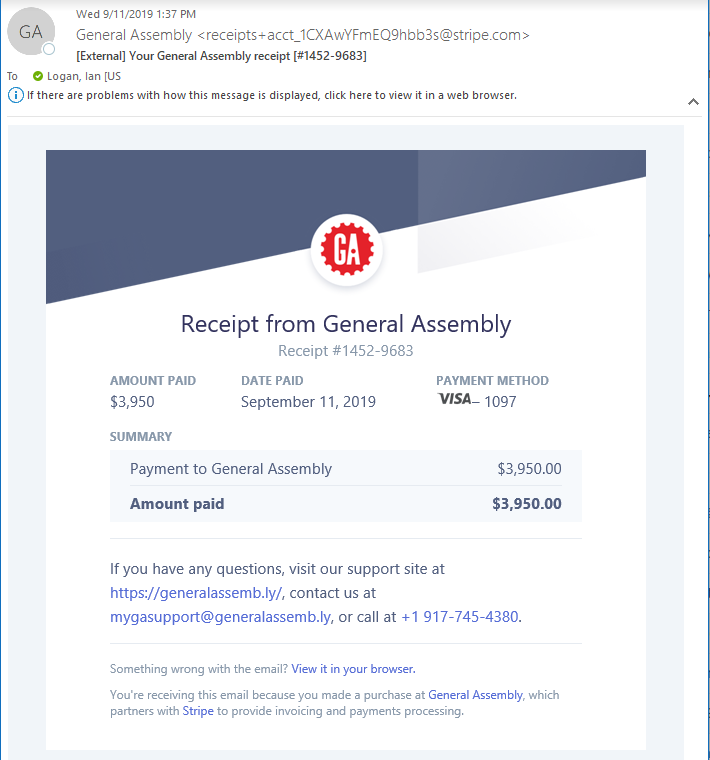 GA
Wed 9/11/2019 1:37 PM
General Assembly <receipts+acct_1CXAwYFmEQ9hbb3s@stripe.com>
[External] Your General Assembly receipt [#1452-9683]
To Logan, Ian [US
If there are problems with how this message is displayed, click here to view it in a web browser.
GA
Receipt from General Assembly
Receipt #1452-9683
AMOUNT PAID DATE PAID PAYMENT METHOD
$3,950 September 11, 2019 VISA – 1097
SUMMARY
Payment to General Assembly $3,950.00
Amount paid $3,950.00
If you have any questions, visit our support site at
https://generalassemb.ly/, contact us at
mygasupport@generalassemb.ly, or call at +1 917-745-4380.
Something wrong with the email? View it in your browser.
You're receiving this email because you made a purchase at General Assembly, which
partners with Stripe to provide invoicing and payments processing.